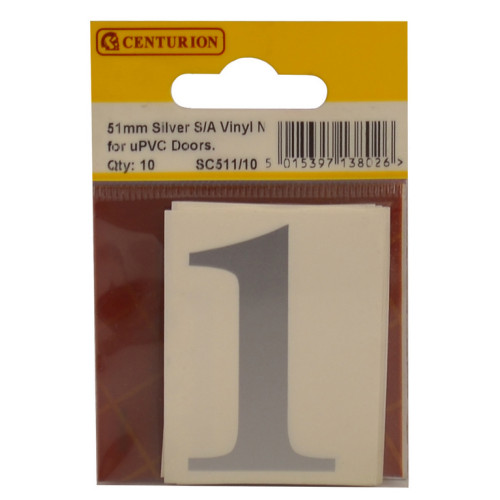 CENTURION
51mm Silver S/A Vinyl N
for uPVC Doors.
Qty: 10 SC511/10
5 015397 138026 >
1